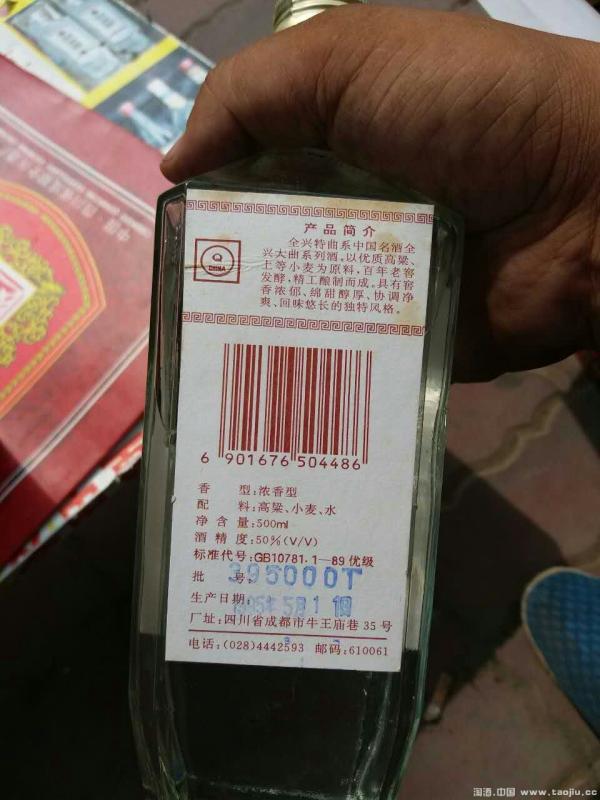 产品简介
全兴特曲系中国名酒全
兴大曲系列酒。以优质高粱、
上等小麦为原料，百年老窖
发酵，精工酿制而成。具有窖
香浓郁、绵甜醇厚、协调净
爽、回味悠长的独特风格。
Q
CHINA
6 901676 504486
香 型:浓香型
配 料:高粱、小麦、水
净含量:500ml
酒精度:50%(V/V)
标准代号:GB10781.1—89优级
批 号: 395000T
生产日期: 5月1
厂址:四川省成都市牛王庙巷35号
电话:(028)4442593 邮码:610061
淘酒.中国 www.taojiu.cc